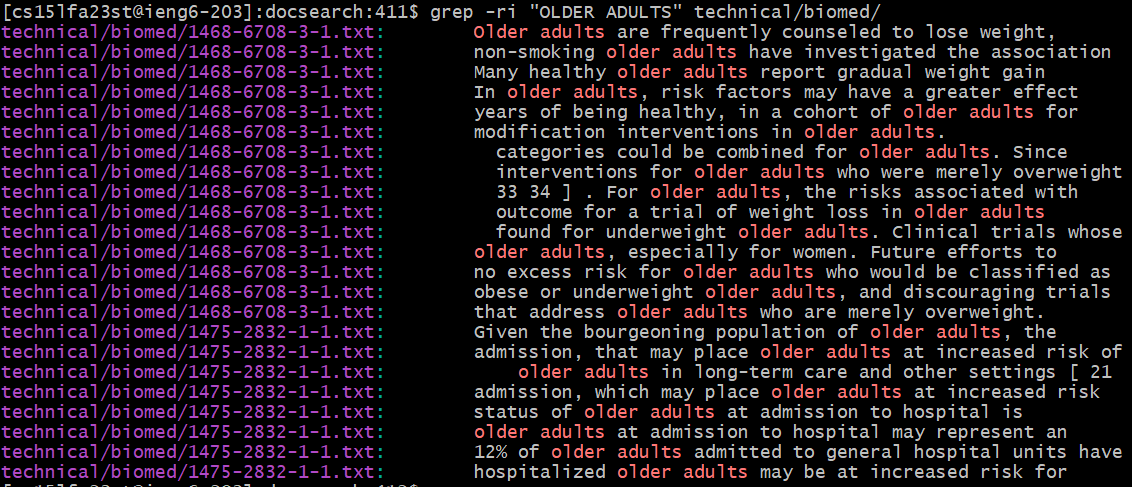 [cs15lfa23st@ieng6-203]:docsearch:411$ grep -ri "OLDER ADULTS" technical/biomed/
technical/biomed/1468-6708-3-1.txt:        Older adults are frequently counseled to lose weight,
technical/biomed/1468-6708-3-1.txt:        non-smoking older adults have investigated the association
technical/biomed/1468-6708-3-1.txt:        Many healthy older adults report gradual weight gain
technical/biomed/1468-6708-3-1.txt:        In older adults, risk factors may have a greater effect
technical/biomed/1468-6708-3-1.txt:        years of being healthy, in a cohort of older adults for
technical/biomed/1468-6708-3-1.txt:        modification interventions in older adults.
technical/biomed/1468-6708-3-1.txt:          categories could be combined for older adults. Since
technical/biomed/1468-6708-3-1.txt:          interventions for older adults who were merely overweight
technical/biomed/1468-6708-3-1.txt:          33 34 ] . For older adults, the risks associated with
technical/biomed/1468-6708-3-1.txt:          outcome for a trial of weight loss in older adults
technical/biomed/1468-6708-3-1.txt:          found for underweight older adults. Clinical trials whose
technical/biomed/1468-6708-3-1.txt:        older adults, especially for women. Future efforts to
technical/biomed/1468-6708-3-1.txt:        no excess risk for older adults who would be classified as
technical/biomed/1468-6708-3-1.txt:        obese or underweight older adults, and discouraging trials
technical/biomed/1468-6708-3-1.txt:        that address older adults who are merely overweight.
technical/biomed/1475-2832-1-1.txt:        Given the bourgeoning population of older adults, the
technical/biomed/1475-2832-1-1.txt:        admission, that may place older adults at increased risk of
technical/biomed/1475-2832-1-1.txt:            older adults in long-term care and other settings [ 21
technical/biomed/1475-2832-1-1.txt:        admission, which may place older adults at increased risk
technical/biomed/1475-2832-1-1.txt:        status of older adults at admission to hospital is
technical/biomed/1475-2832-1-1.txt:        older adults at admission to hospital may represent an
technical/biomed/1475-2832-1-1.txt:        12% of older adults admitted to general hospital units have
technical/biomed/1475-2832-1-1.txt:        hospitalized older adults may be at increased risk for